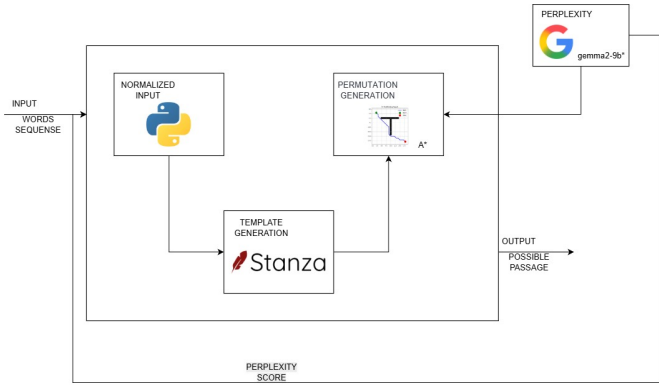 PERPLEXITY
gemma2-9b*
NORMALIZED
INPUT
PERMUTATION
GENERATION
A*
INPUT
WORDS
SEQUENSE
TEMPLATE
GENERATION
Stanza
OUTPUT
POSSIBLE
PASSAGE
PERPLEXITY
SCORE